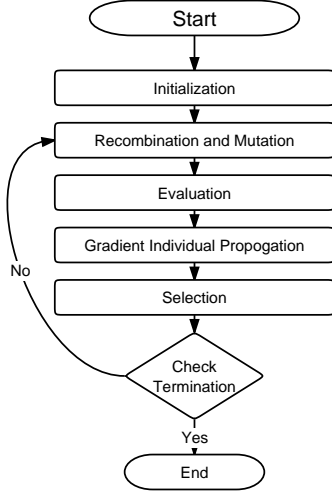 Start
Initialization
Recombination and Mutation
Evaluation
Gradient Individual Propogation
No
Selection
Check
Termination
Yes
End